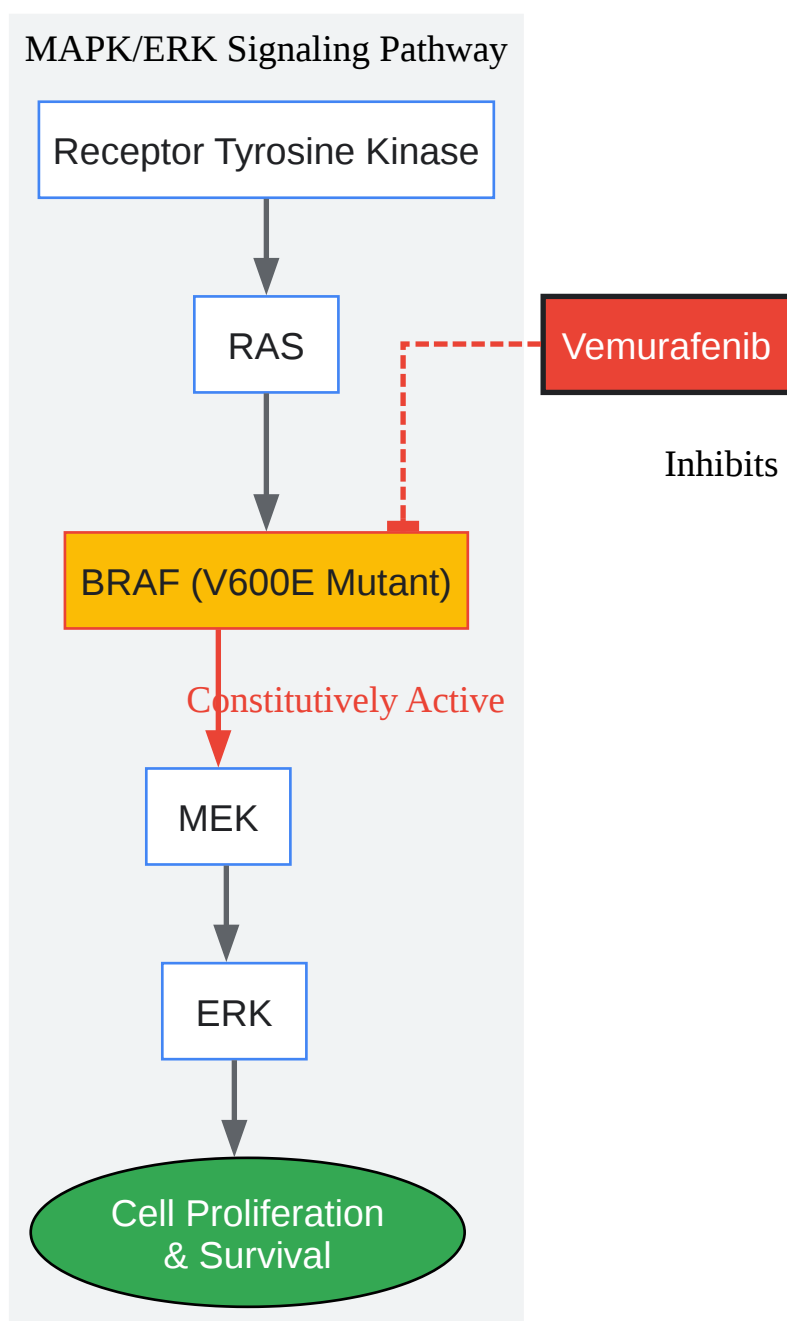 MAPK/ERK Signaling Pathway
Receptor Tyrosine Kinase
RAS
Vemurafenib
Inhibits
BRAF (V600E Mutant)
Constitutively Active
MEK
ERK
Cell Proliferation
& Survival